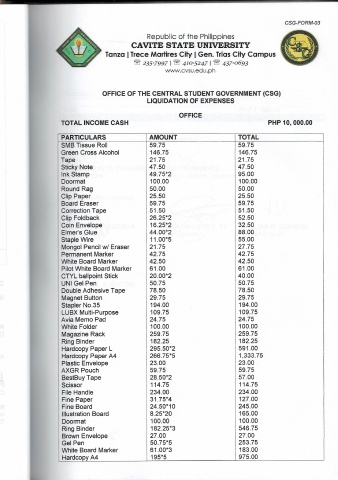 CSG-FORM-03
Republic of the Philippines
CAVITE STATE UNIVERSITY
Tanza | Trece Martires City | Gen. Trias City Campus
☏ 235-7997 | ☏ 410-5247 | ☏ 437-0693
www.cvsu.edu.ph
OFFICE OF THE CENTRAL STUDENT GOVERNMENT (CSG)
LIQUIDATION OF EXPENSES
OFFICE
TOTAL INCOME CASH PHP 10, 000.00
PARTICULARS AMOUNT TOTAL
SMB Tissue Roll 59.75 59.75
Green Cross Alcohol 146.75 146.75
Tape 21.75 21.75
Sticky Note 47.50 47.50
Ink Stamp 49.75*2 95.00
Doormat 100.00 100.00
Round Rag 50.00 50.00
Clip Paper 25.50 25.50
Board Eraser 59.75 59.75
Correction Tape 51.50 51.50
Clip Foldback 26.25*2 52.50
Coin Envelope 16.25*2 32.50
Elmer's Glue 44.00*2 88.00
Staple Wire 11.00*5 55.00
Mongol Pencil w/ Eraser 21.75 27.75
Permanent Marker 42.75 42.75
White Board Marker 42.50 42.50
Pilot White Board Marker 61.00 61.00
CTYL ballpoint Stick 20.00*2 40.00
UNI Gel Pen 50.75 50.75
Double Adhesive Tape 78.50 78.50
Magnet Button 29.75 29.75
Stapler No.35 194.00 194.00
LUBX Multi-Purpose 109.75 109.75
Avia Memo Pad 24.75 24.75
White Folder 100.00 100.00
Magazine Rack 259.75 259.75
Ring Binder 182.25 182.25
Hardcopy Paper L 295.50*2 591.00
Hardcopy Paper A4 266.75*5 1,333.75
Plastic Envelope 23.00 23.00
AXGR Pouch 59.75 59.75
BestBuy Tape 28.50*2 57.00
Scissor 114.75 114.75
File Handle 234.00 234.00
Fine Paper 31.75*4 127.00
Fine Board 24.50*10 245.00
Illustration Board 8.25*20 165.00
Doormat 100.00 100.00
Ring Binder 182.25*3 546.75
Brown Envelope 27.00 27.00
Gel Pen 50.75*5 253.75
White Board Marker 61.00*3 183.00
Hardcopy A4 195*5 975.00